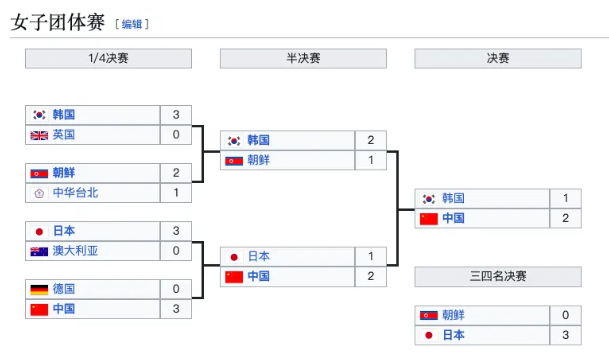 女子团体赛 [编辑]
1/4决赛 半决赛 决赛
韩国 3
英国 0
朝鲜 2
中华台北 1
日本 3
澳大利亚 0
德国 0
中国 3
韩国 2
朝鲜 1
日本 1
中国 2
韩国 1
中国 2
三四名决赛
朝鲜 0
日本 3